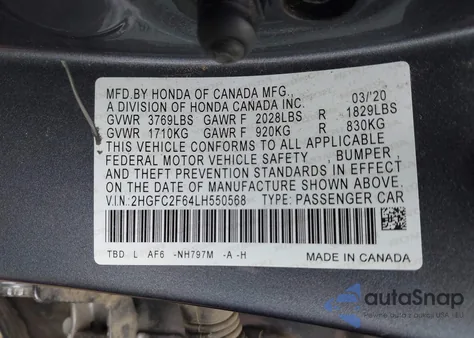 MFD.BY HONDA OF CANADA MFG.,
A DIVISION OF HONDA CANADA INC. 03/'20
GVWR 3769LBS GAWR F 2028LBS R 1829LBS
GVWR 1710KG GAWR F 920KG R 830KG
THIS VEHICLE CONFORMS TO ALL APPLICABLE
FEDERAL MOTOR VEHICLE SAFETY , BUMPER ,
AND THEFT PREVENTION STANDARDS IN EFFECT ON
THE DATE OF MANUFACTURE SHOWN ABOVE.
V.I.N.: 2HGFC2F64LH550568 TYPE: PASSENGER CAR
TBD L AF6 -NH797M -A -H MADE IN CANADA
autoSnap